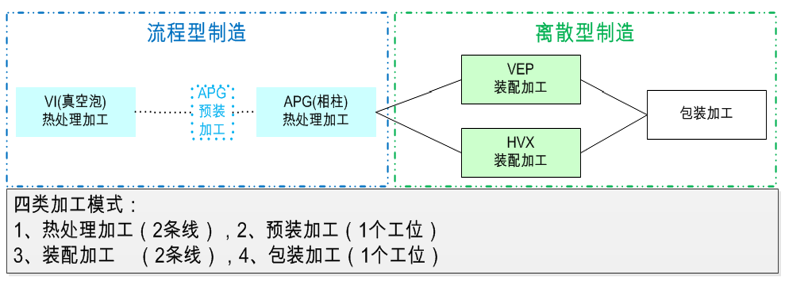 流程型制造
离散型制造
VI(真空泡)
热处理加工
APG
预装
加工
APG(相柱)
热处理加工
VEP
装配加工
HVX
装配加工
包装加工
四类加工模式：
1、热处理加工（2条线），2、预装加工（1个工位）
3、装配加工　（2条线），4、包装加工（1个工位）